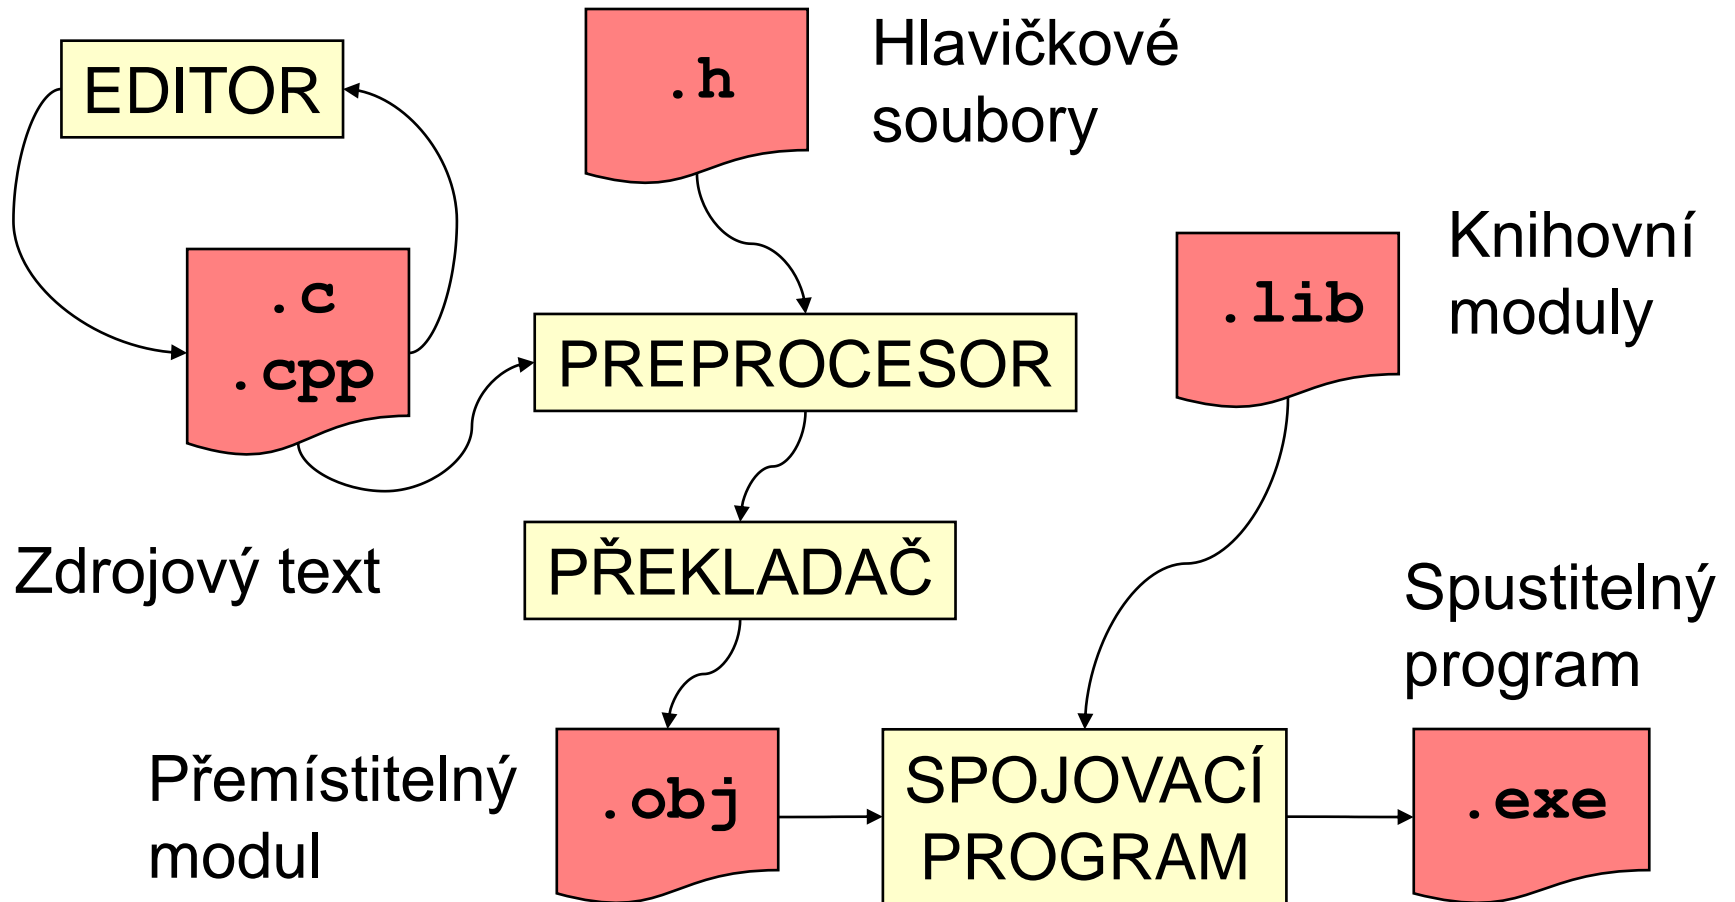 EDITOR
.h
Hlavičkové
soubory
.c
.cpp
PREPROCESOR
.lib
Knihovní
moduly
Zdrojový text
PŘEKLADAČ
Spustitelný
program
Přemístitelný
modul
.obj
SPOJOVACÍ
PROGRAM
.exe